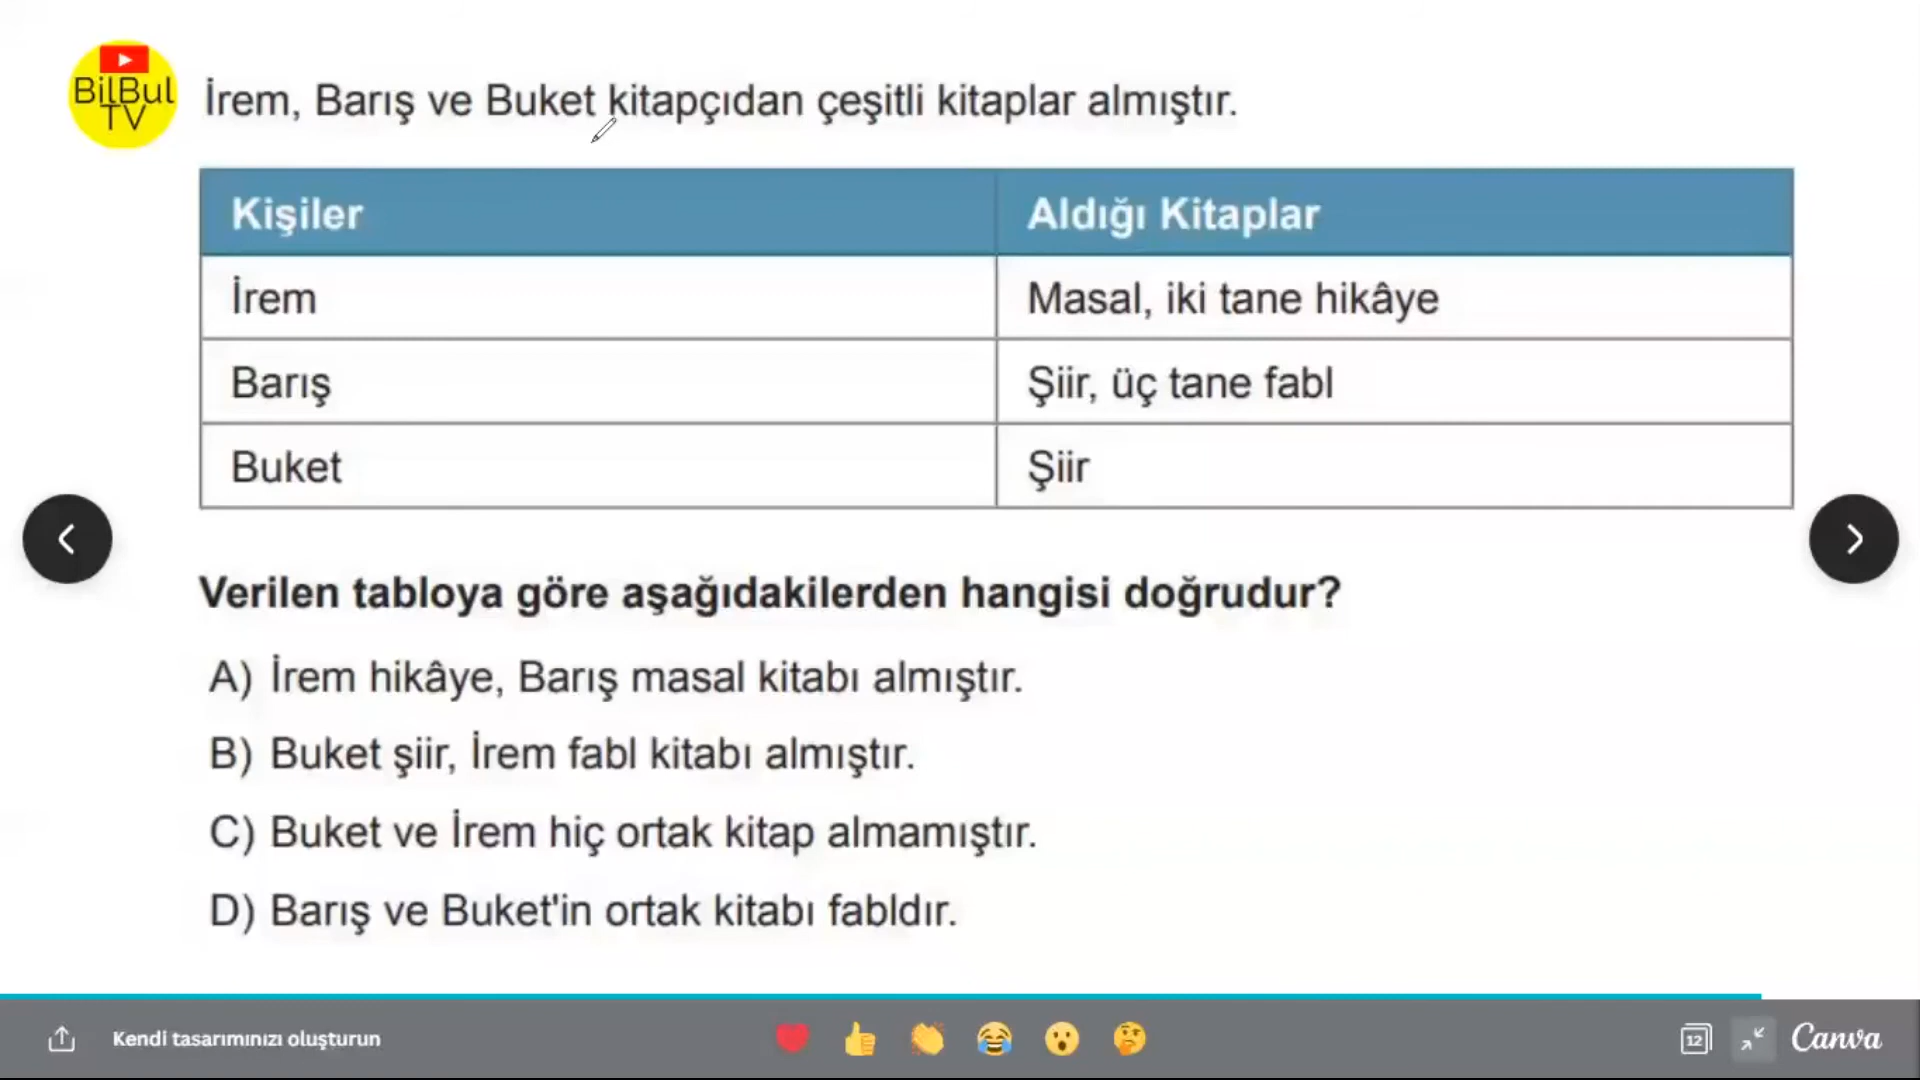 BilBul
TV
İrem, Barış ve Buket kitapçıdan çeşitli kitaplar almıştır.
Kişiler Aldığı Kitaplar
İrem Masal, iki tane hikâye
Barış Şiir, üç tane fabl
Buket Şiir
Verilen tabloya göre aşağıdakilerden hangisi doğrudur?
A) İrem hikâye, Barış masal kitabı almıştır.
B) Buket şiir, İrem fabl kitabı almıştır.
C) Buket ve İrem hiç ortak kitap almamıştır.
D) Barış ve Buket'in ortak kitabı fabldır.
Kendi tasarımınızı oluşturun 12 Canva